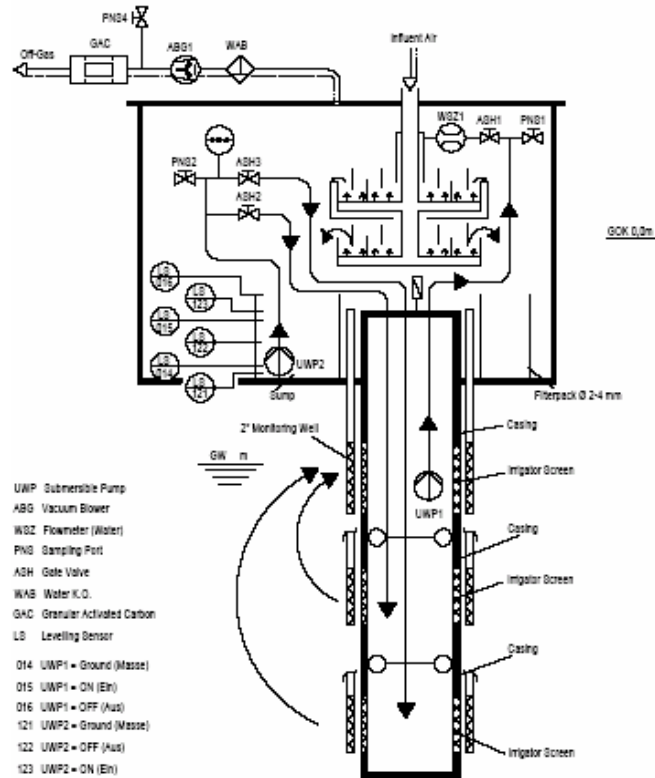 PNS4
GAC
ABG1
WAB
Off-Gas
Influent Air
WSZ1
ASH1
PNS1
PNS2
ASH3
ASH2
GOK 0,0m
LS
016
LS
123
LS
015
LS
122
LS
014
LS
121
UWP2
Sump
Filterpack Ø 2-4 mm
2" Monitoring Well
Casing
GW m
Irrigator Screen
UWP1
Casing
Irrigator Screen
Casing
Irrigator Screen
UWP Submersible Pump
ABG Vacuum Blower
WSZ Flowmeter (Water)
PNS Sampling Port
ASH Gate Valve
WAB Water K.O.
GAC Granular Activated Carbon
LS Levelling Sensor
014 UWP1 = Ground (Masse)
015 UWP1 = ON (Ein)
016 UWP1 = OFF (Aus)
121 UWP2 = Ground (Masse)
122 UWP2 = OFF (Aus)
123 UWP2 = ON (Ein)